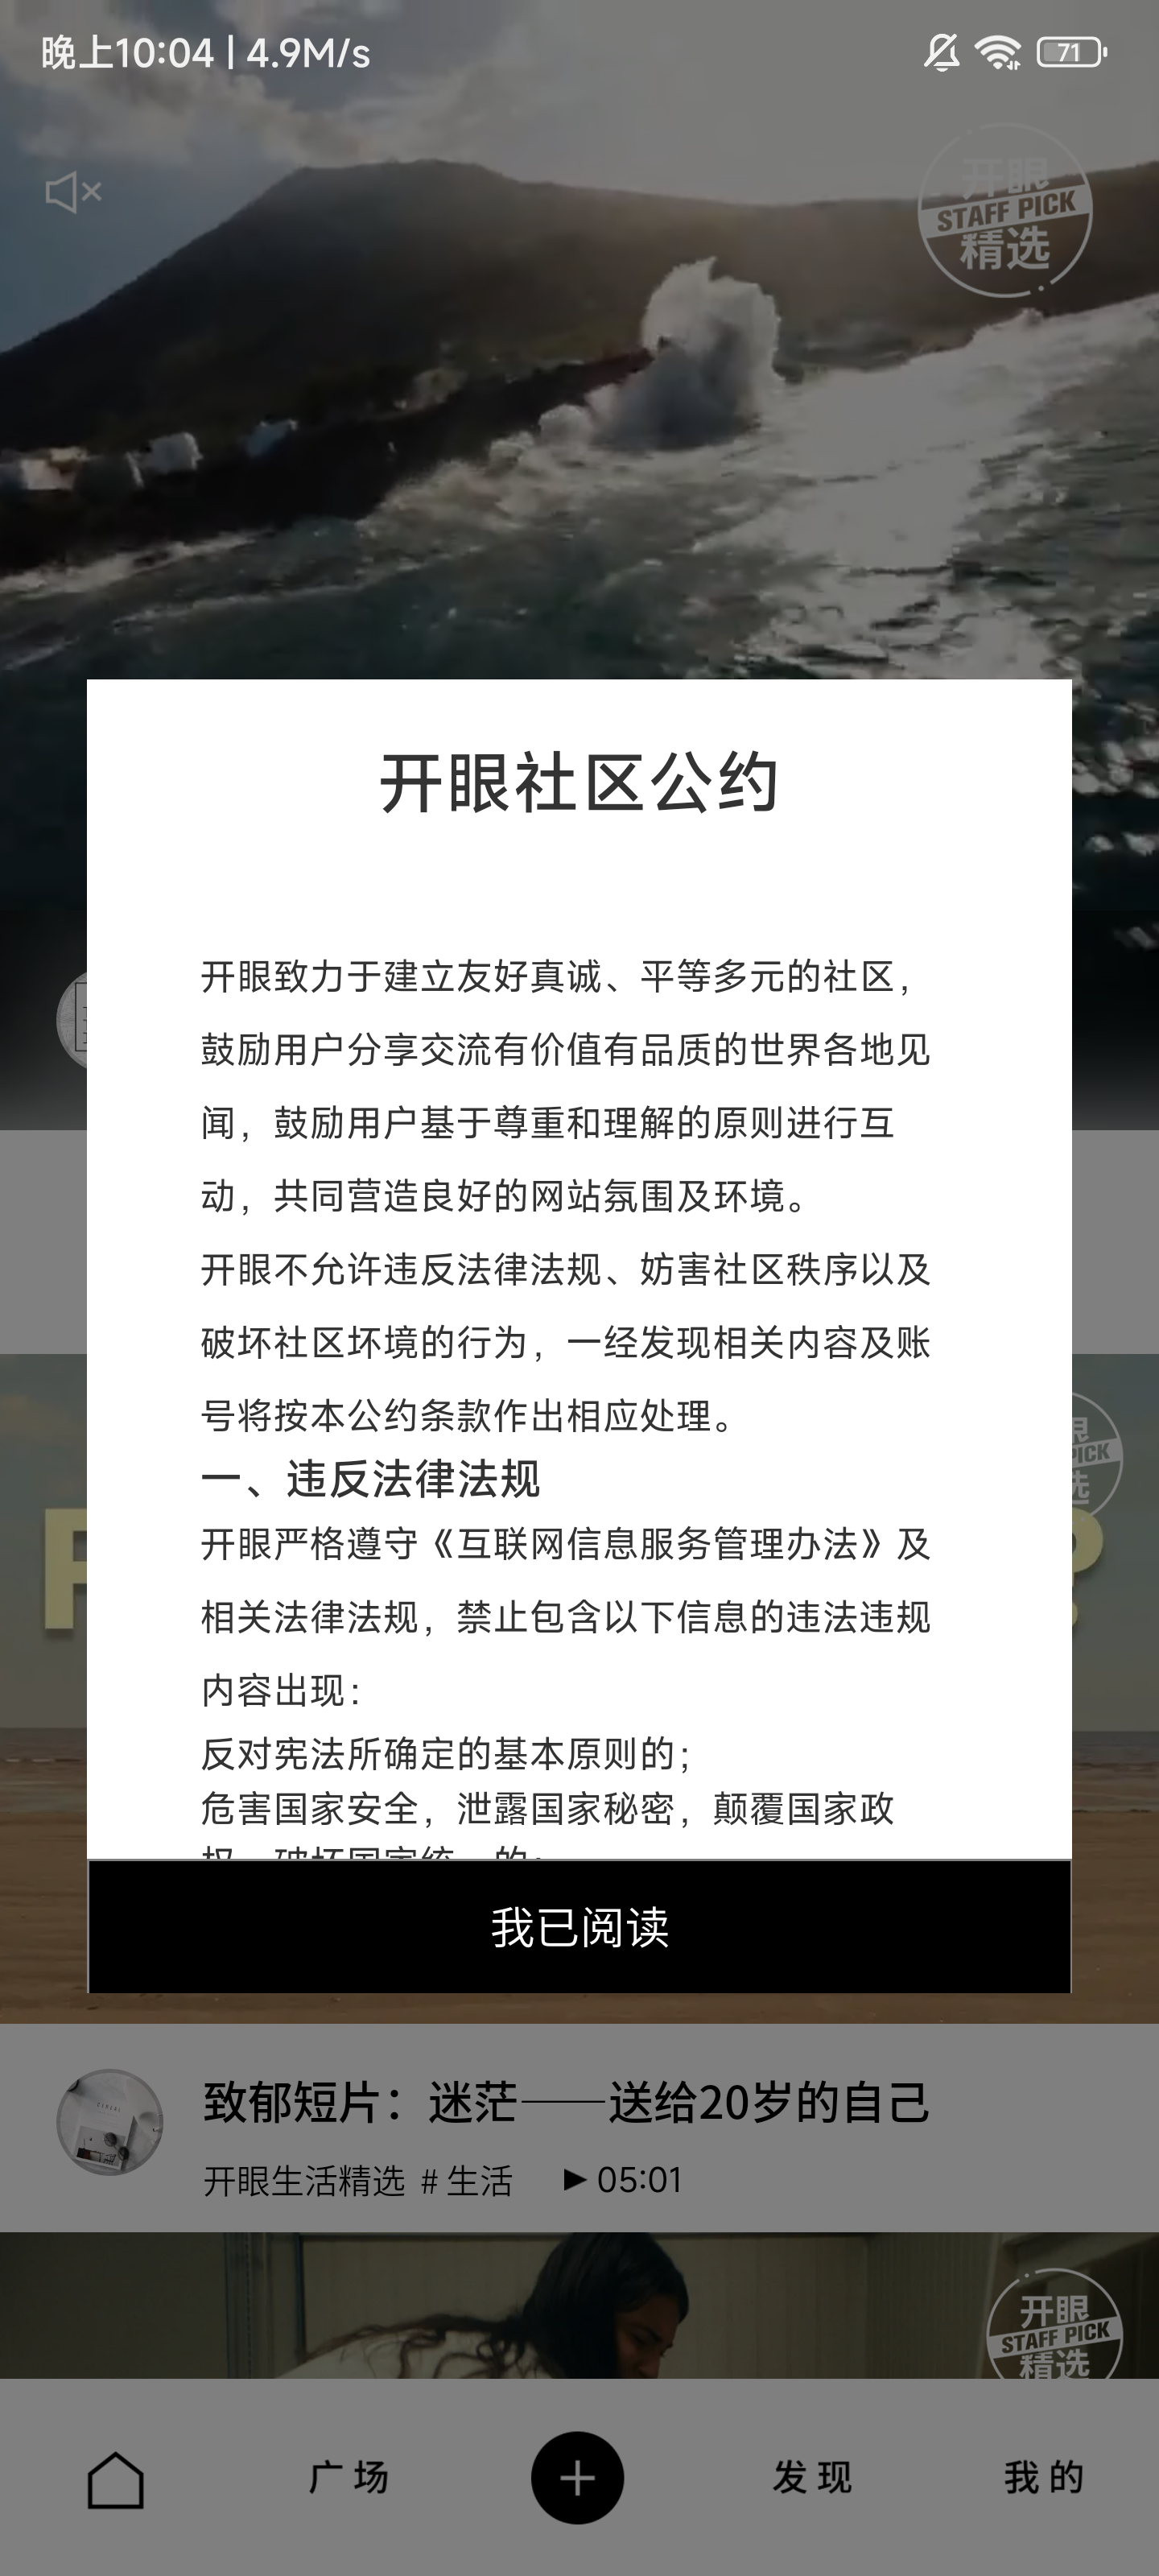 晚上10:04 | 4.9M/s
71
开眼
STAFF PICK
精选
开眼社区公约
开眼致力于建立友好真诚、平等多元的社区，
鼓励用户分享交流有价值有品质的世界各地见
闻，鼓励用户基于尊重和理解的原则进行互
动，共同营造良好的网站氛围及环境。
开眼不允许违反法律法规、妨害社区秩序以及
破坏社区坏境的行为，一经发现相关内容及账
号将按本公约条款作出相应处理。
眼
PICK
选
一、违反法律法规
开眼严格遵守《互联网信息服务管理办法》及
相关法律法规，禁止包含以下信息的违法违规
内容出现：
反对宪法所确定的基本原则的；
危害国家安全，泄露国家秘密，颠覆国家政
权，破坏国家统一的；
我已阅读
致郁短片：迷茫——送给20岁的自己
开眼生活精选 #生活 ▶ 05:01
开眼
STAFF PICK
精选
广场
发现
我的